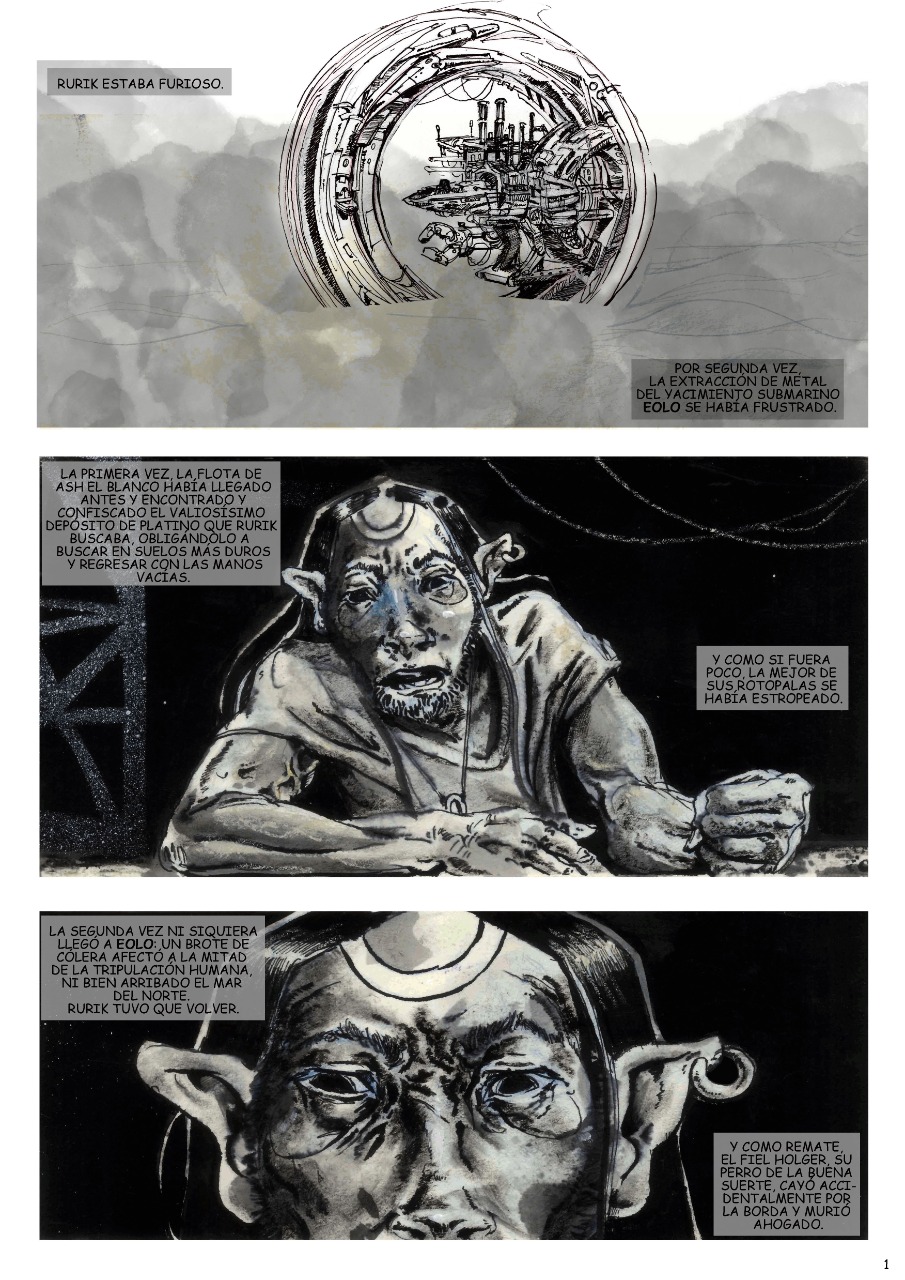 RURIK ESTABA FURIOSO.
POR SEGUNDA VEZ,
LA EXTRACCIÓN DE METAL
DEL YACIMIENTO SUBMARINO
EOLO SE HABÍA FRUSTRADO.
LA PRIMERA VEZ, LA FLOTA DE
ASH EL BLANCO HABÍA LLEGADO
ANTES Y ENCONTRADO Y
CONFISCADO EL VALIOSÍSIMO
DEPÓSITO DE PLATINO QUE RURIK
BUSCABA, OBLIGÁNDOLO A
BUSCAR EN SUELOS MÁS DUROS
Y REGRESAR CON LAS MANOS
VACÍAS.
Y COMO SI FUERA
POCO, LA MEJOR DE
SUS ROTOPALAS SE
HABÍA ESTROPEADO.
LA SEGUNDA VEZ NI SIQUIERA
LLEGÓ A EOLO: UN BROTE DE
CÓLERA AFECTÓ A LA MITAD
DE LA TRIPULACIÓN HUMANA,
NI BIEN ARRIBADO EL MAR
DEL NORTE.
RURIK TUVO QUE VOLVER.
Y COMO REMATE,
EL FIEL HOLGER, SU
PERRO DE LA BUENA
SUERTE, CAYÓ ACCI-
DENTALMENTE POR
LA BORDA Y MURIÓ
AHOGADO.
1